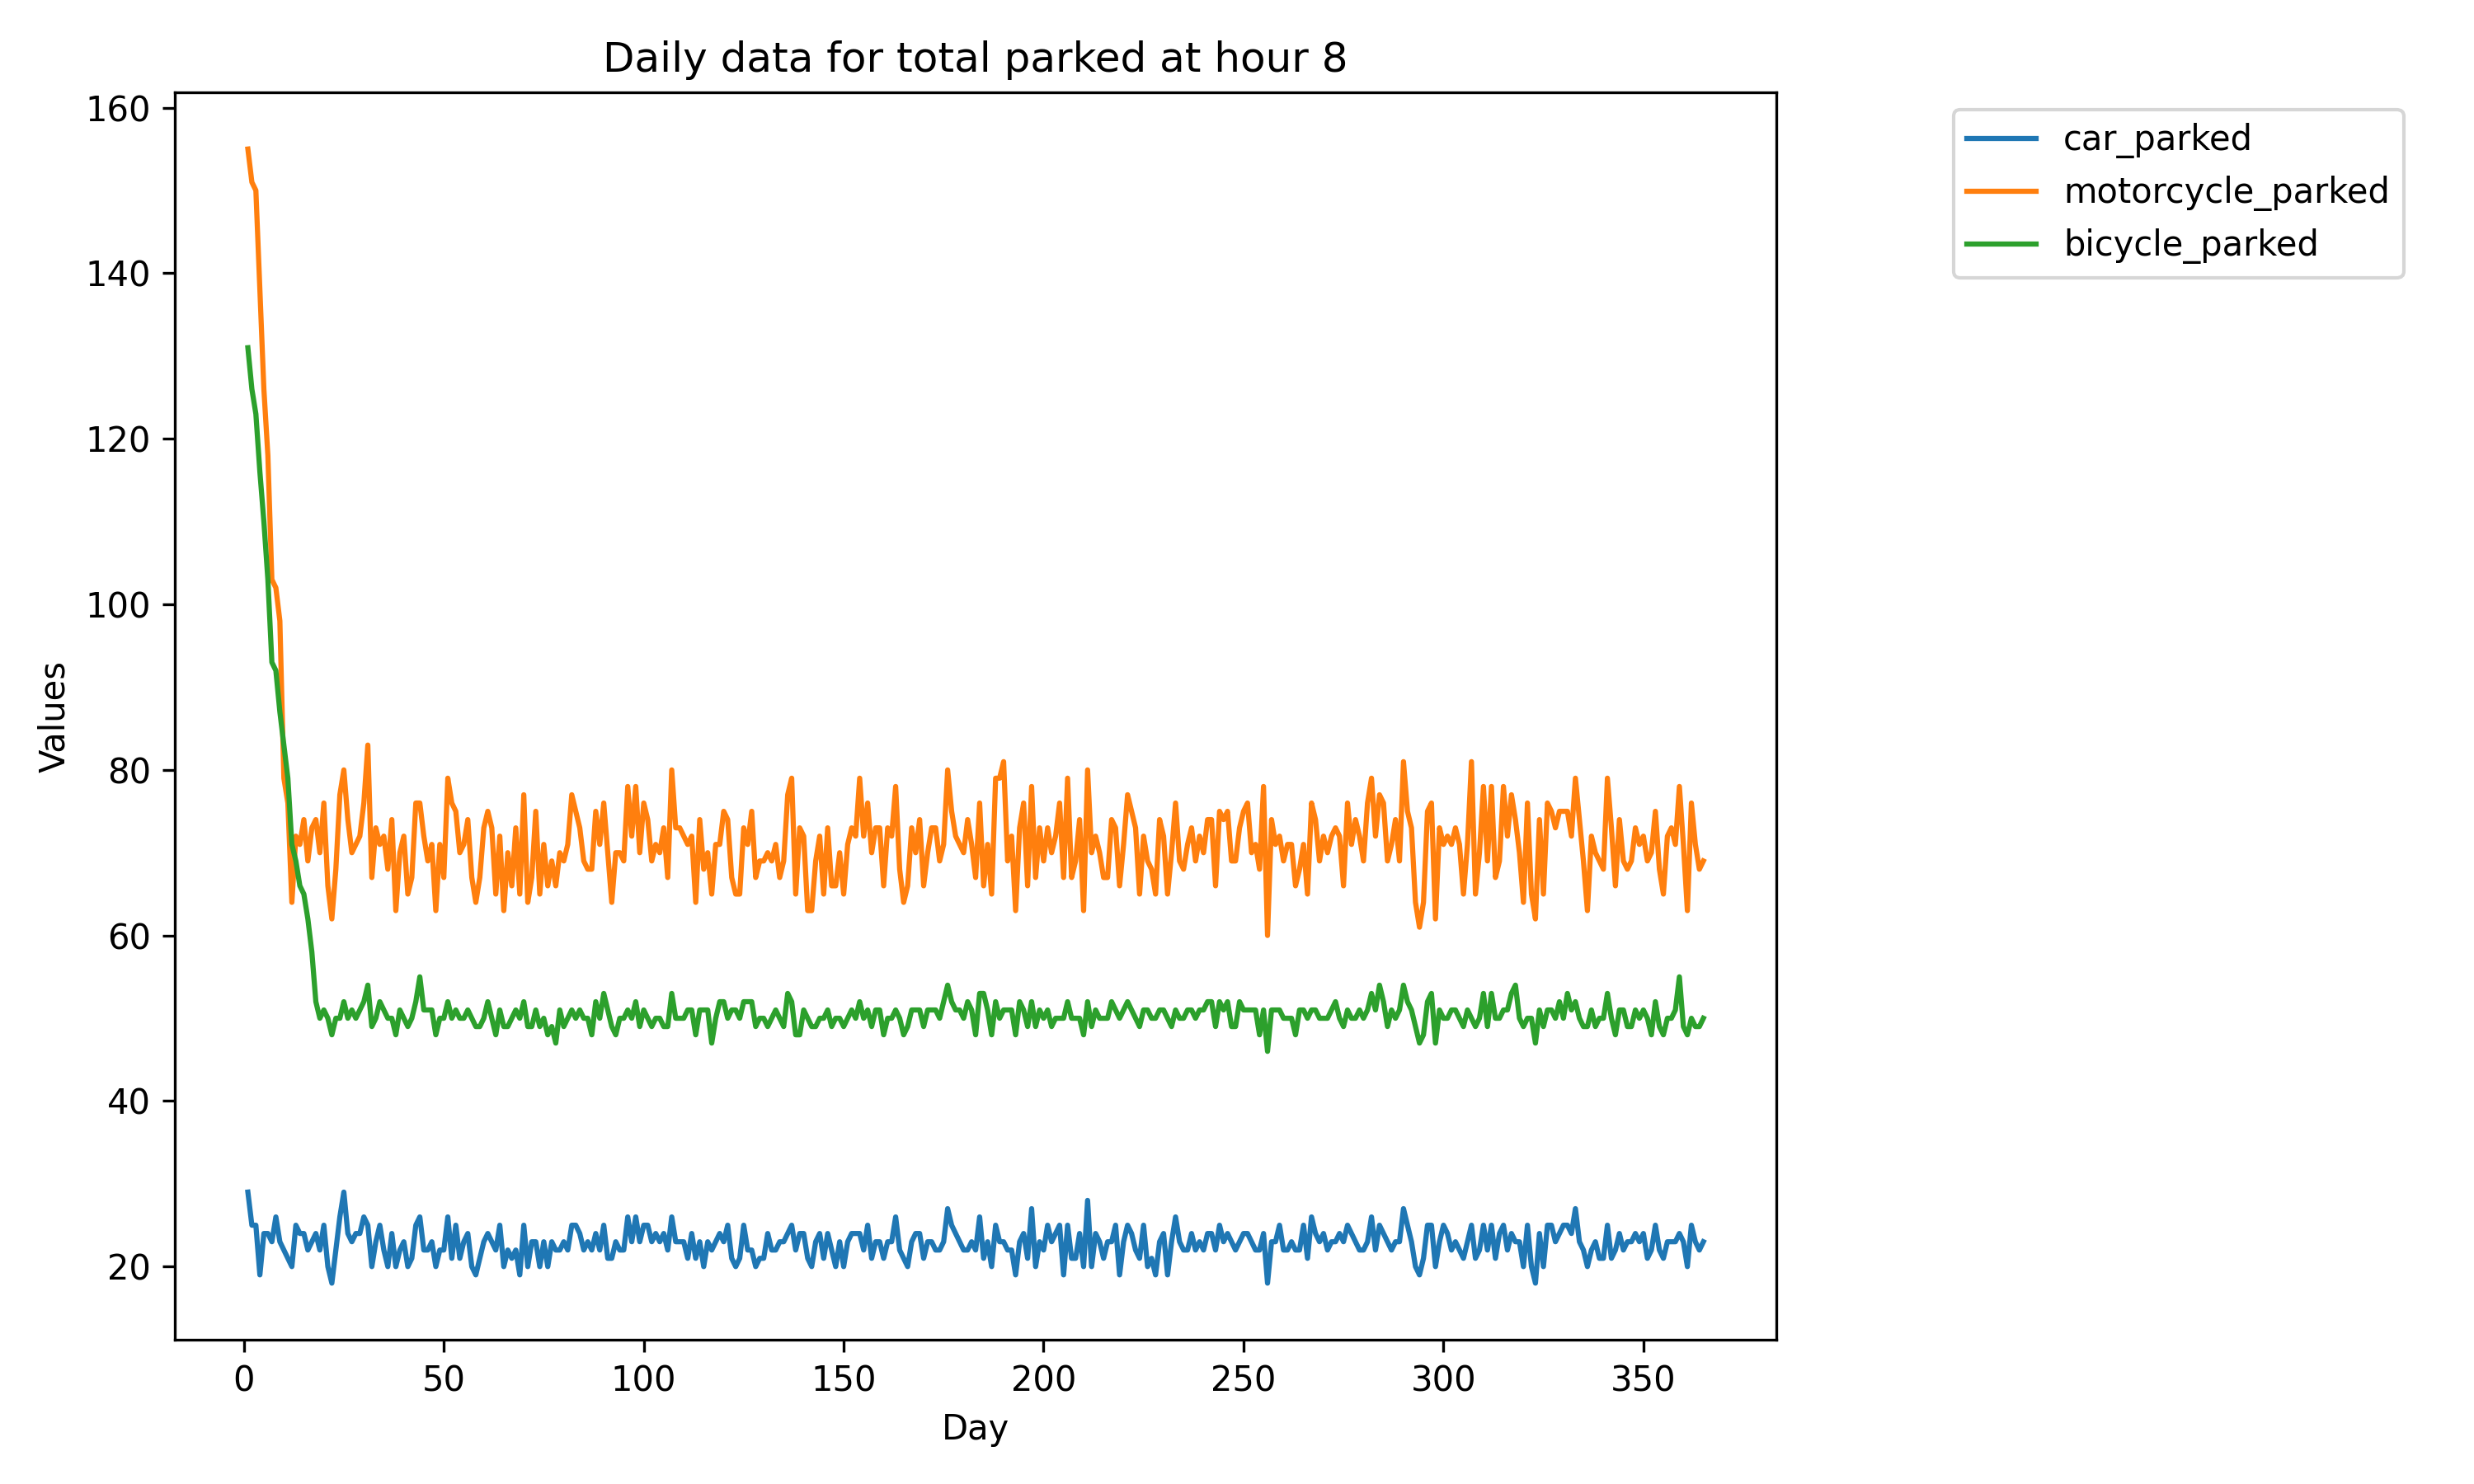 Daily data for total parked at hour 8
160
140
120
100
80
60
40
20
Values
0 50 100 150 200 250 300 350
Day
car_parked
motorcycle_parked
bicycle_parked